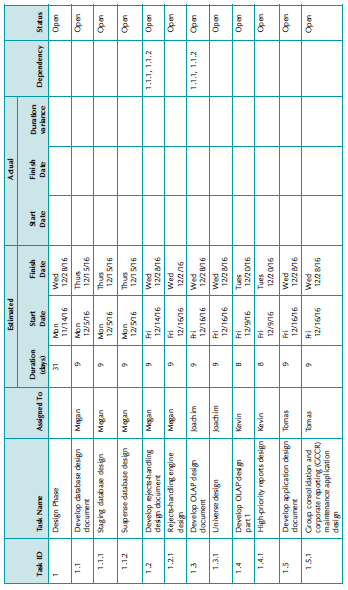 Estimated Actual
Task ID Task Name Assigned To Duration (days) Start Date Finish Date Start Date Finish Date Duration variance Dependency Status
1 Design Phase 31 Mon 11/14/16 Wed 12/28/16 Open
1.1 Develop database design document Megan 9 Mon 12/5/16 Thurs 12/15/16 Open
1.1.1 Staging database design Megan 9 Mon 12/5/16 Thurs 12/15/16 Open
1.1.2 Suspense database design Megan 9 Mon 12/5/16 Thurs 12/15/16 Open
1.2 Develop rejects-handling design document Megan 9 Fri 12/14/16 Wed 12/28/16 1.1.1, 1.1.2 Open
1.2.1 Rejects-handling engine design Megan 9 Fri 12/16/16 Wed 12/2/16 Open
1.3 Develop OLAP design document Joachim 9 Fri 12/16/16 Wed 12/28/16 1.1.1, 1.1.2 Open
1.3.1 Universe design Joachim 9 Fri 12/16/16 Wed 12/28/16 Open
1.4 Develop OLAP design part 1 Kevin 8 Fri 12/9/16 Tues 12/20/16 Open
1.4.1 High-priority reports design Kevin 8 Fri 12/9/16 Tues 12/20/16 Open
1.5 Develop application design document Tomas 9 Fri 12/16/16 Wed 12/28/16 Open
1.5.1 Group consolidation and corporate reporting (GCCR) maintenance application design Tomas 9 Fri 12/16/16 Wed 12/28/16 Open